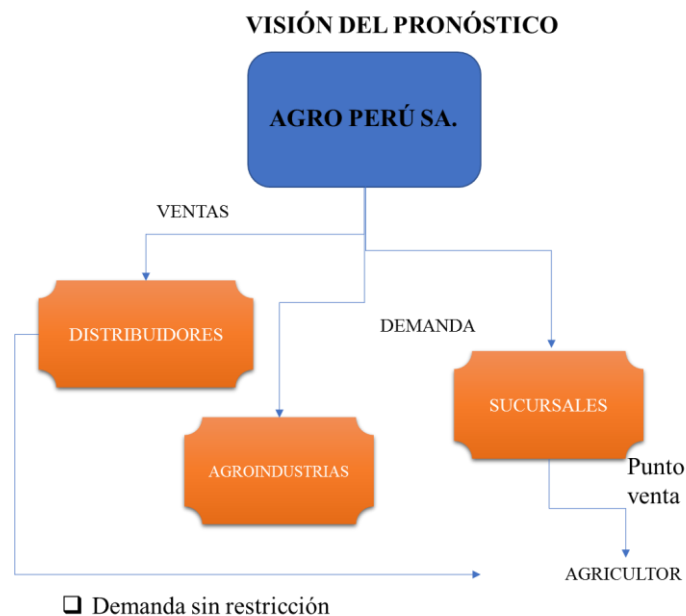 VISIÓN DEL PRONÓSTICO
AGRO PERÚ SA.
VENTAS
DISTRIBUIDORES
DEMANDA
SUCURSALES
AGROINDUSTRIAS
Punto
venta
AGRICULTOR
Demanda sin restricción